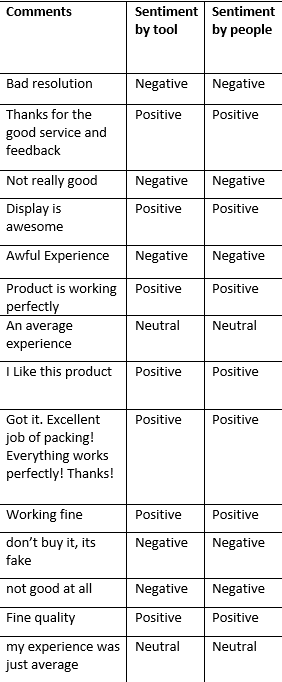 Comments Sentiment by tool Sentiment by people
Bad resolution Negative Negative
Thanks for the Positive Positive
good service and
feedback
Not really good Negative Negative
Display is Positive Positive
awesome
Awful Experience Negative Negative
Product is working Positive Positive
perfectly
An average Neutral Neutral
experience
I Like this product Positive Positive
Got it. Excellent Positive Positive
job of packing!
Everything works
perfectly! Thanks!
Working fine Positive Positive
don't buy it, its Negative Negative
fake
not good at all Negative Negative
Fine quality Positive Positive
my experience was Neutral Neutral
just average